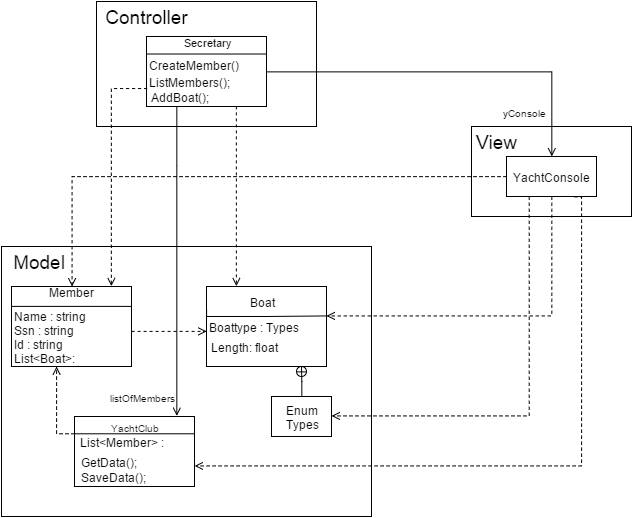 Controller
Secretary
CreateMember()
ListMembers();
AddBoat();
yConsole
View
YachtConsole
Model
Member
Name : string
Ssn : string
Id : string
List<Boat>:
Boat
Boattype : Types
Length: float
Enum
Types
listOfMembers
YachtClub
List<Member> :
GetData();
SaveData();